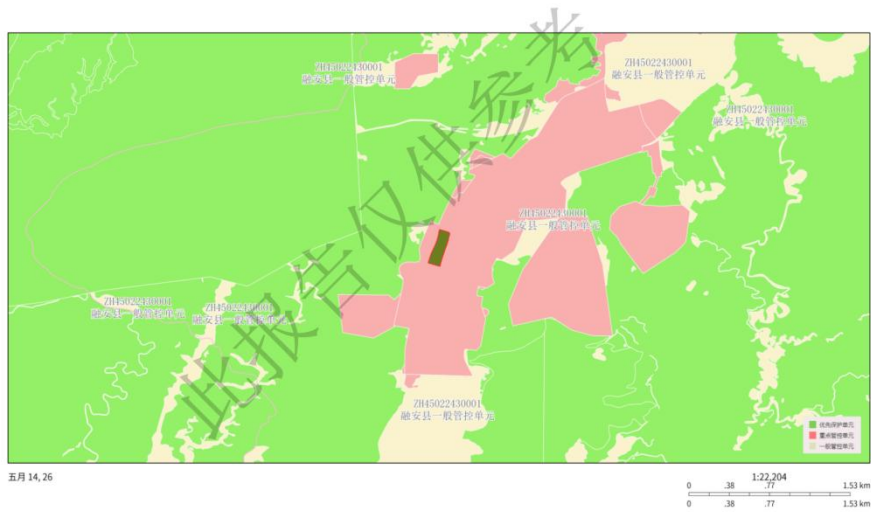 ZH45022430001
融安县一般管控单元
ZH45022430001
融安县一般管控单元
ZH45022430001
融安县一般管控单元
ZH45022430001
融安县一般管控单元
ZH45022430001
融安县一般管控单元
ZH45022430001
融安县一般管控单元
ZH45022430001
融安县一般管控单元
此报告仅供参考
优先保护单元
重点管控单元
一般管控单元
五月 14, 26
1:22,204
0 .38 .77 1.53 km
0 .38 .77 1.53 km